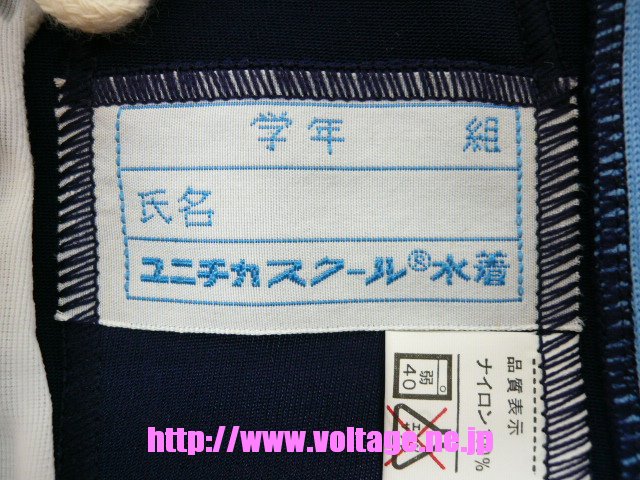 学年 組
氏名
ユニチカスクール®水着
弱
40
品質表示
ナイロン
%
http://www.voltage.ne.jp